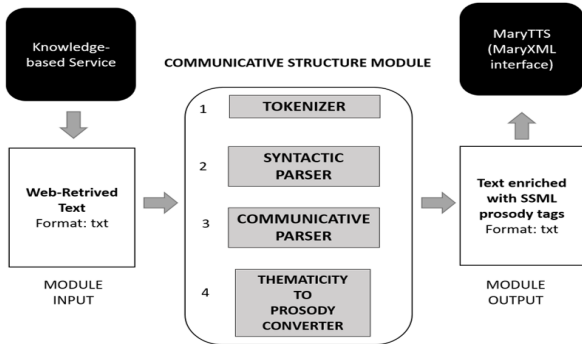 Knowledge-
based Service
Web-Retrived
Text
Format: txt
MODULE
INPUT
COMMUNICATIVE STRUCTURE MODULE
1 TOKENIZER
2 SYNTACTIC
PARSER
3 COMMUNICATIVE
PARSER
4 THEMATICITY
TO
PROSODY
CONVERTER
MaryTTS
(MaryXML
interface)
Text enriched
with SSML
prosody tags
Format: txt
MODULE
OUTPUT